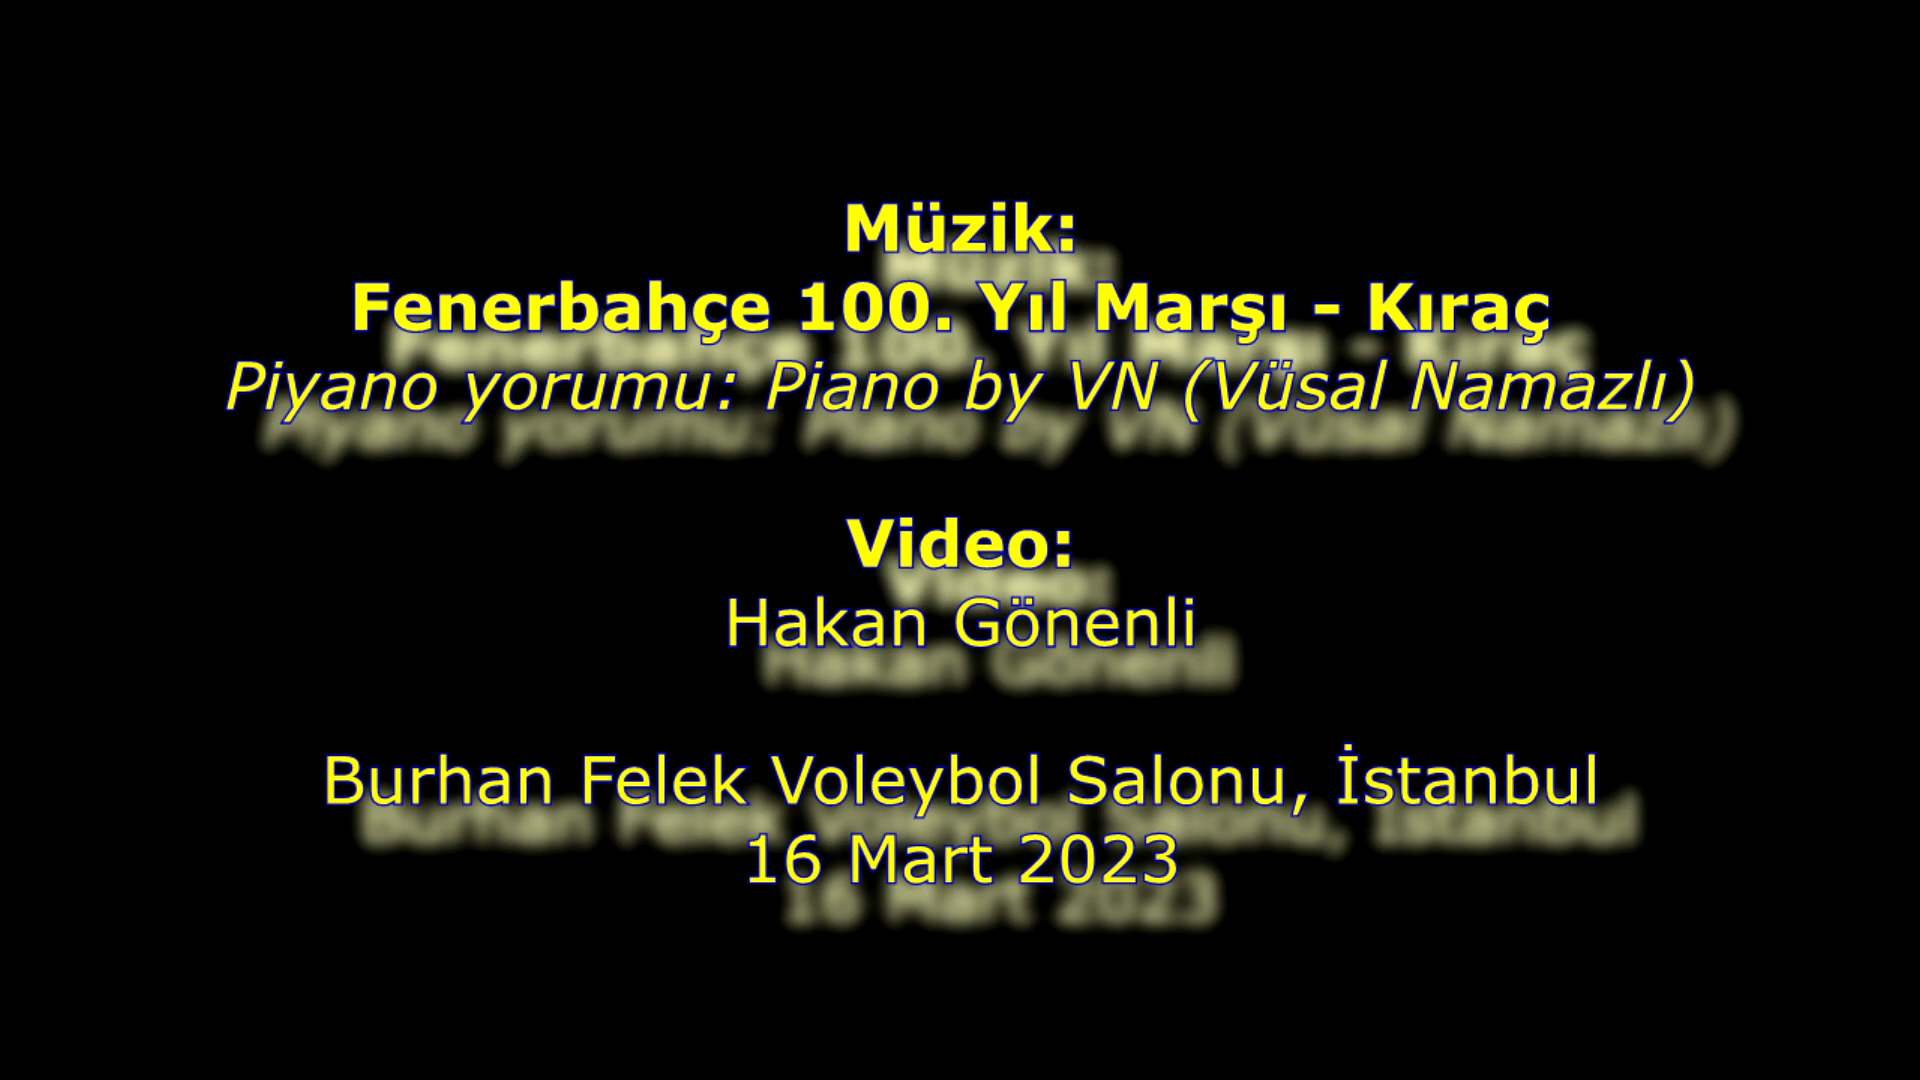 Müzik:
Fenerbahçe 100. Yıl Marşı - Kıraç
Piyano yorumu: Piano by VN (Vüsal Namazlı)
Video:
Hakan Gönenli
Burhan Felek Voleybol Salonu, İstanbul
16 Mart 2023